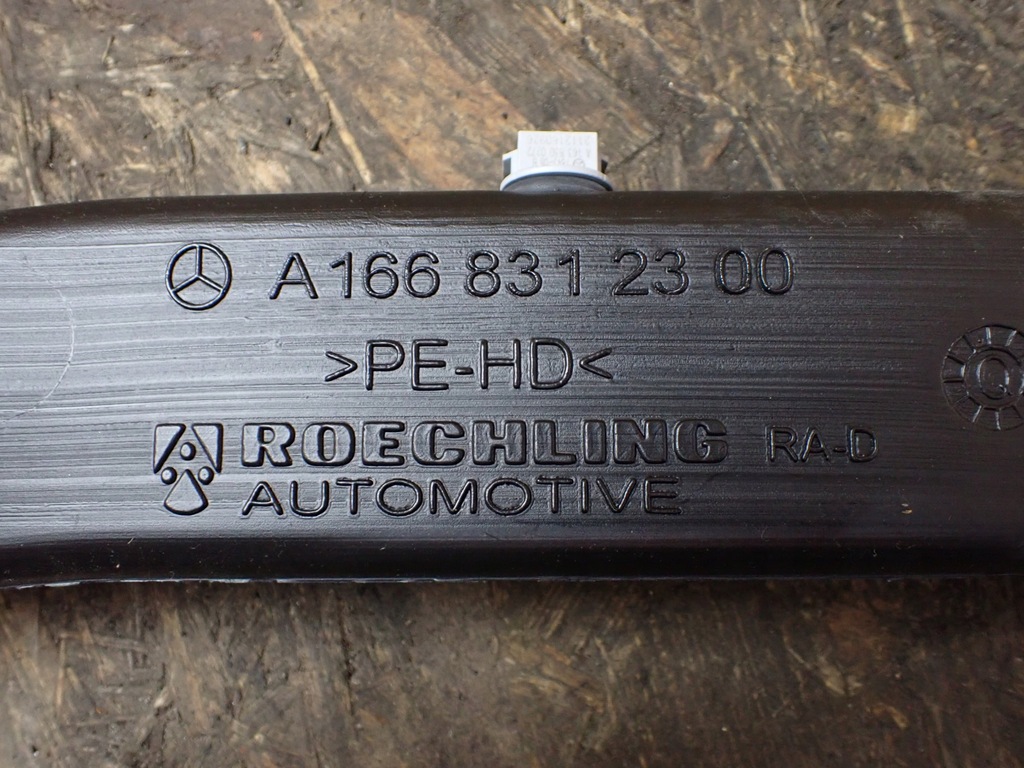 A 166 831 23 00
>PE-HD<
ROECHLING RA-D
AUTOMOTIVE
Q